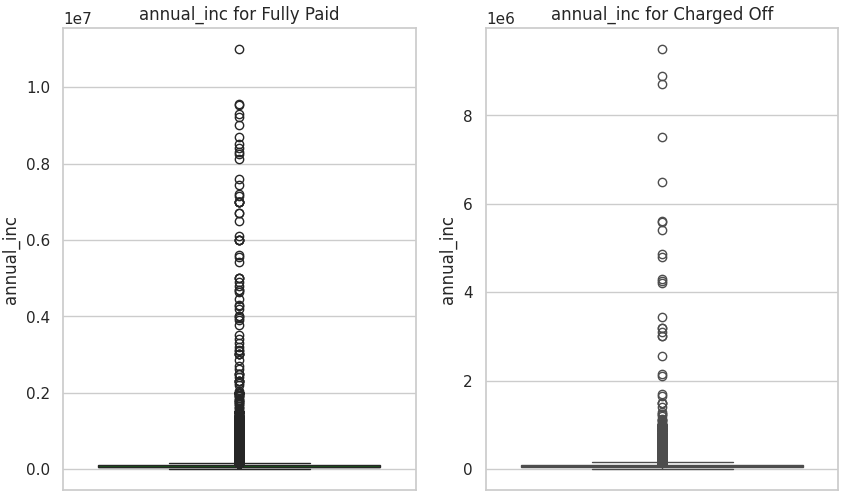 annual_inc for Fully Paid
1e7
1.0
0.8
0.6
0.4
0.2
0.0
annual_inc
annual_inc for Charged Off
1e6
8
6
4
2
0
annual_inc